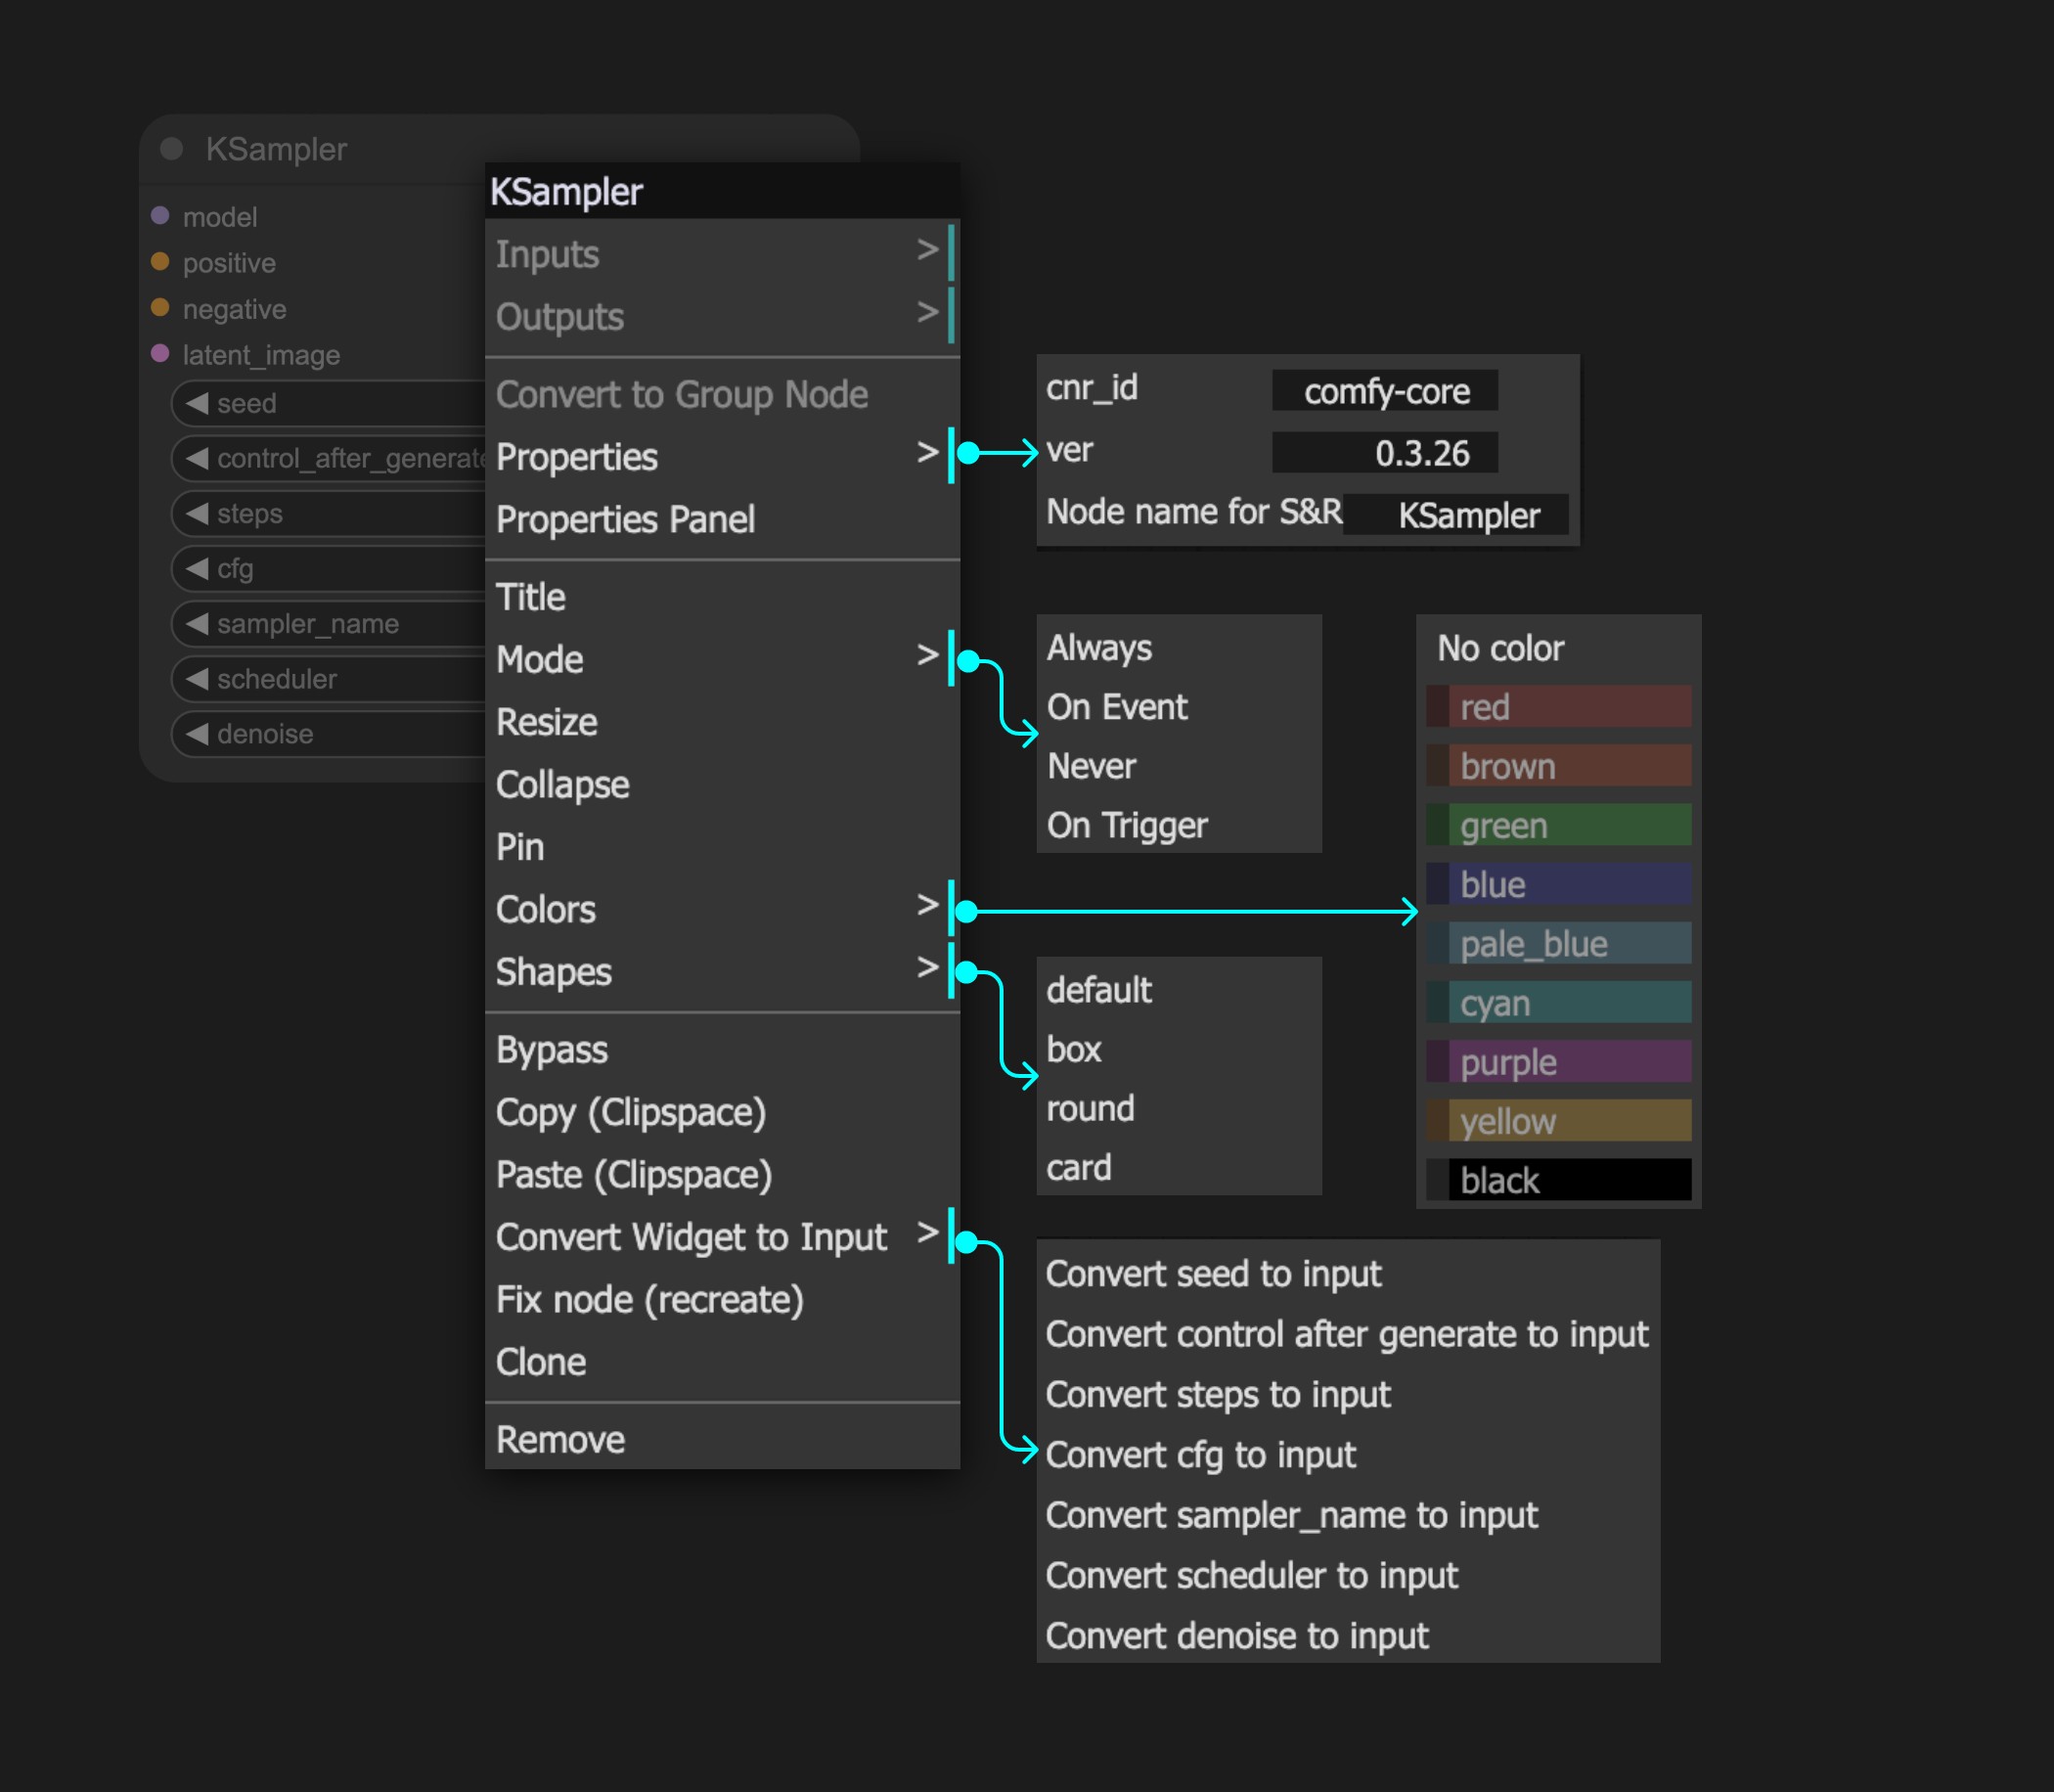 KSampler
model
positive
negative
latent_image
seed
control_after_generate
steps
cfg
sampler_name
scheduler
denoise
KSampler
Inputs >
Outputs >
Convert to Group Node
Properties >
Properties Panel
Title
Mode >
Resize
Collapse
Pin
Colors >
Shapes >
Bypass
Copy (Clipspace)
Paste (Clipspace)
Convert Widget to Input >
Fix node (recreate)
Clone
Remove
cnr_id comfy-core
ver 0.3.26
Node name for S&R KSampler
Always
On Event
Never
On Trigger
No color
red
brown
green
blue
pale_blue
cyan
purple
yellow
black
default
box
round
card
Convert seed to input
Convert control after generate to input
Convert steps to input
Convert cfg to input
Convert sampler_name to input
Convert scheduler to input
Convert denoise to input